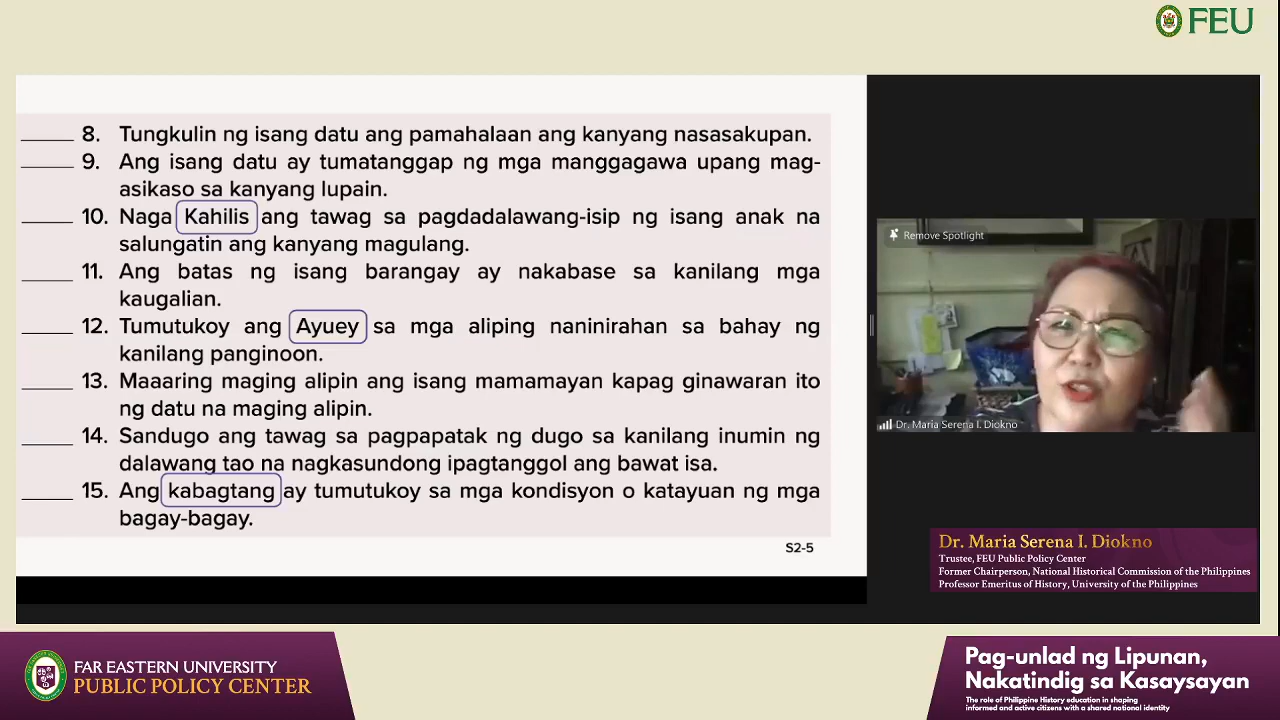 FEU
_____ 8. Tungkulin ng isang datu ang pamahalaan ang kanyang nasasakupan.
_____ 9. Ang isang datu ay tumatanggap ng mga manggagawa upang mag-
asikaso sa kanyang lupain.
_____ 10. Naga Kahilis ang tawag sa pagdadalawang-isip ng isang anak na
salungatin ang kanyang magulang.
_____ 11. Ang batas ng isang barangay ay nakabase sa kanilang mga
kaugalian.
_____ 12. Tumutukoy ang Ayuey sa mga aliping naninirahan sa bahay ng
kanilang panginoon.
_____ 13. Maaaring maging alipin ang isang mamamayan kapag ginawaran ito
ng datu na maging alipin.
_____ 14. Sandugo ang tawag sa pagpapatak ng dugo sa kanilang inumin ng
dalawang tao na nagkasundong ipagtanggol ang bawat isa.
_____ 15. Ang kabagtang ay tumutukoy sa mga kondisyon o katayuan ng mga
bagay-bagay.
S2-5
Remove Spotlight
Dr. Maria Serena I. Diokno
Dr. Maria Serena I. Diokno
Trustee, FEU Public Policy Center
Former Chairperson, National Historical Commission of the Philippines
Professor Emeritus of History, University of the Philippines
FAR EASTERN UNIVERSITY
PUBLIC POLICY CENTER
Pag-unlad ng Lipunan,
Nakatindig sa Kasaysayan
The role of Philippine History education in shaping
informed and active citizens with a shared national identity